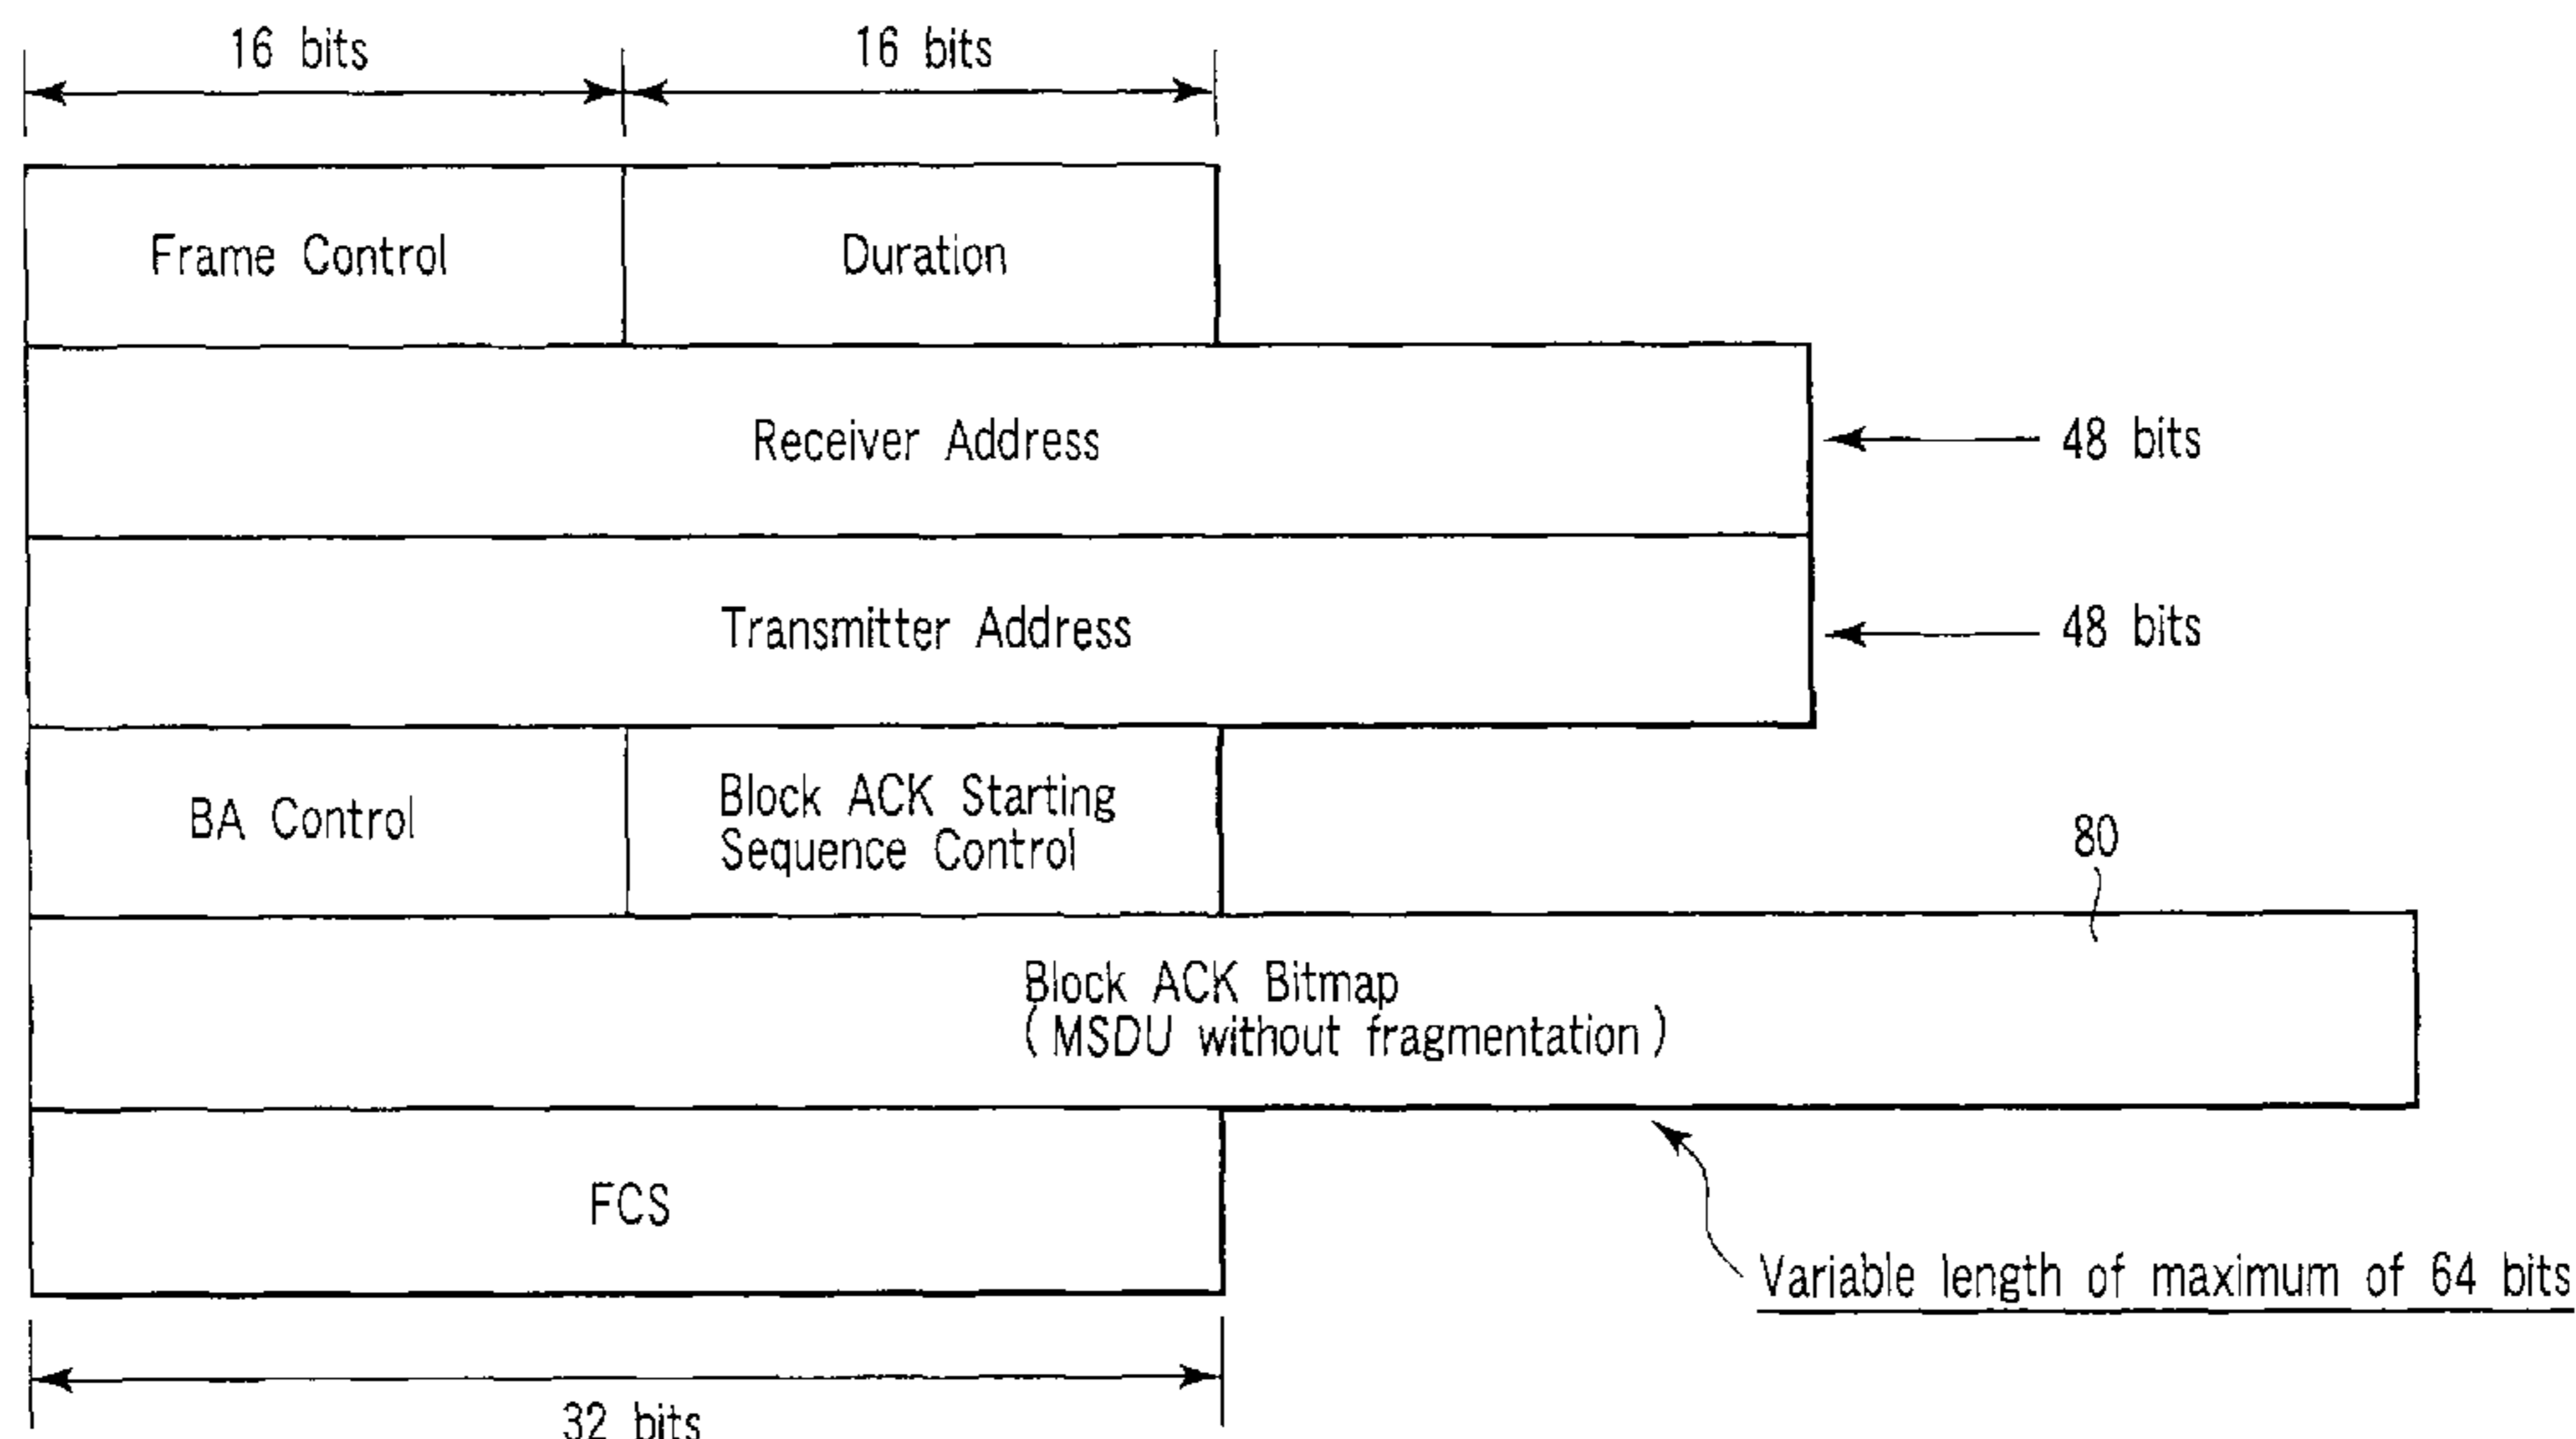 16 bits
16 bits
Frame Control
Duration
Receiver Address
48 bits
Transmitter Address
48 bits
BA Control
Block ACK Starting
Sequence Control
80
Block ACK Bitmap
(MSDU without fragmentation)
FCS
Variable length of maximum of 64 bits
32 bits